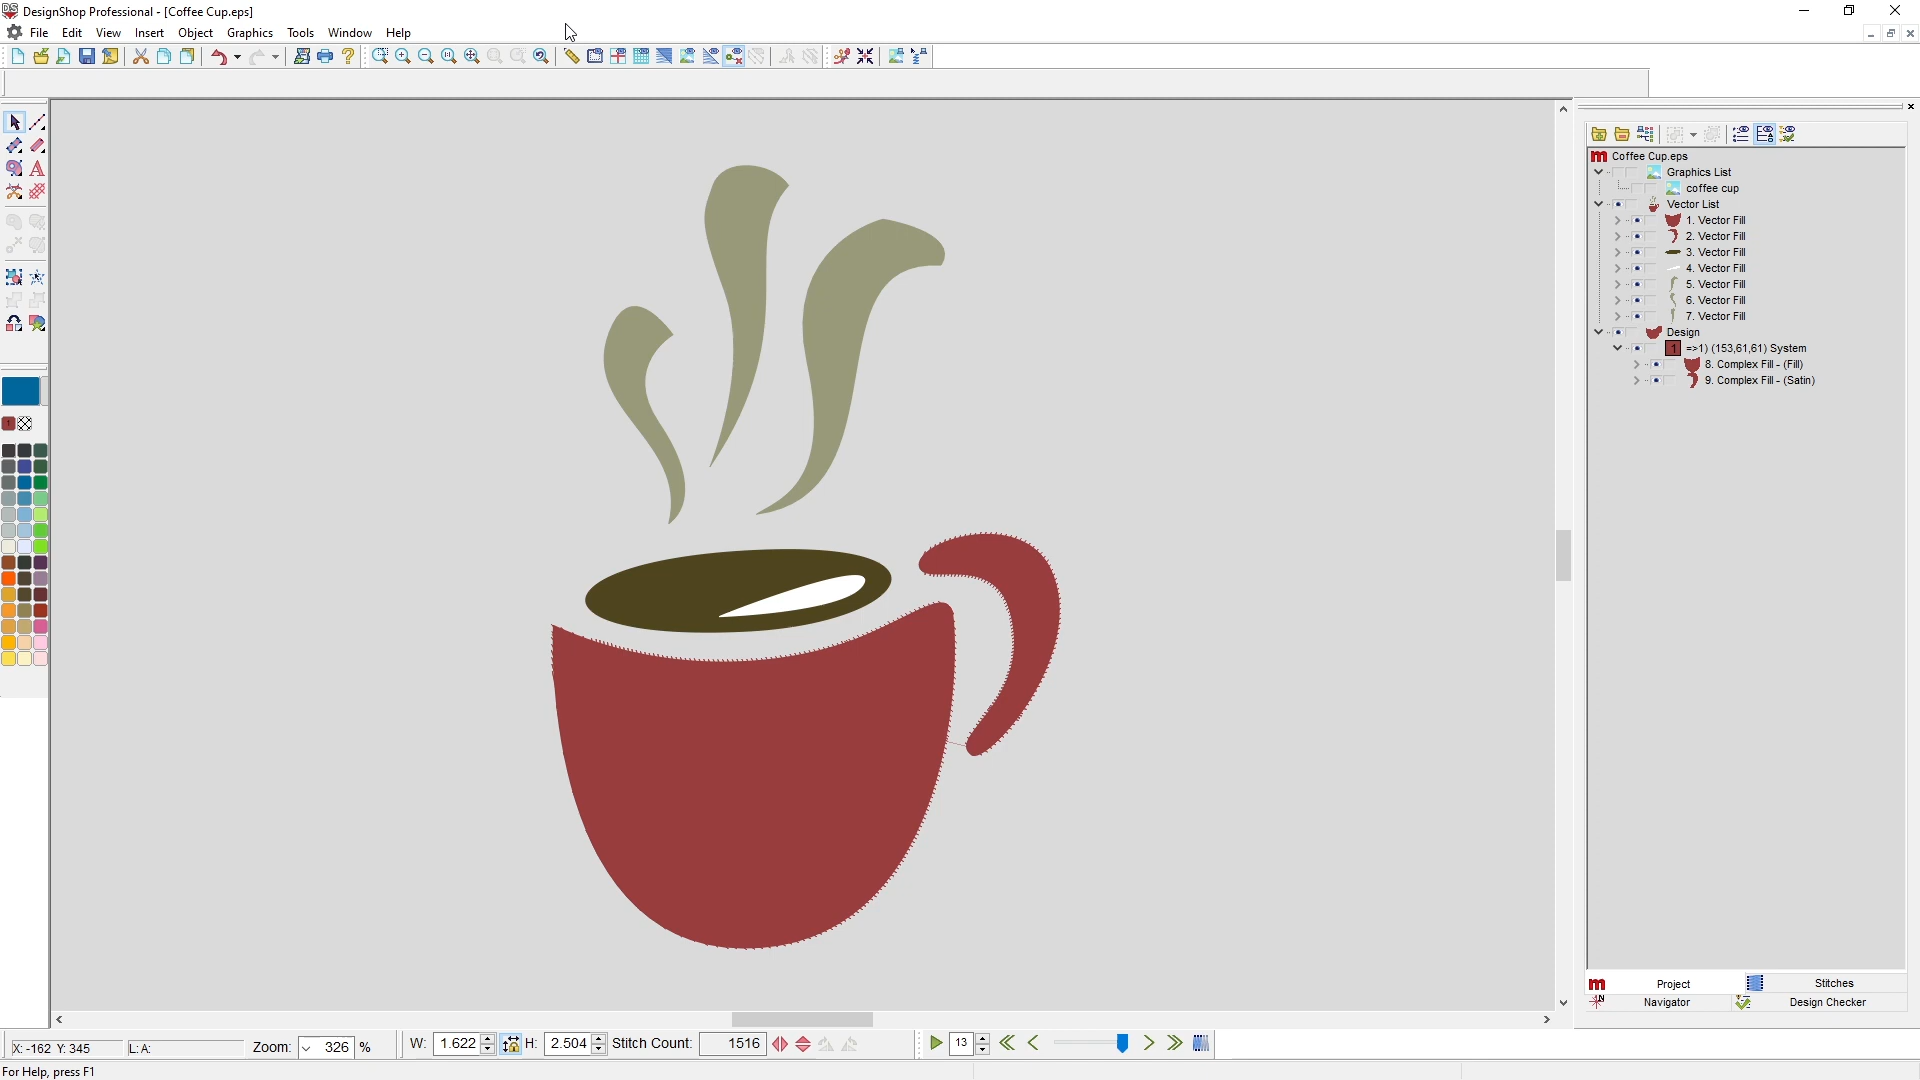 DesignShop Professional - [Coffee Cup.eps]
File Edit View Insert Object Graphics Tools Window Help
Coffee Cup.eps
Graphics List
coffee cup
Vector List
1. Vector Fill
2. Vector Fill
3. Vector Fill
4. Vector Fill
5. Vector Fill
6. Vector Fill
7. Vector Fill
Design
1 =>1) (153,61,61) System
8. Complex Fill - (Fill)
9. Complex Fill - (Satin)
1
Project Stitches
Navigator Design Checker
X: -162 Y: 345 L: A: Zoom: 326 % W: 1.622 H: 2.504 Stitch Count: 1516 13
For Help, press F1